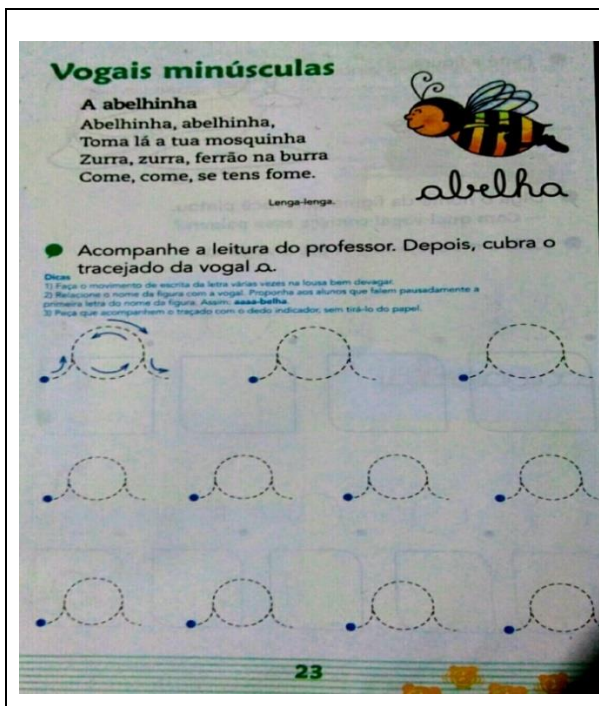 Vogais minúsculas
A abelhinha
Abelhinha, abelhinha,
Toma lá a tua mosquinha
Zurra, zurra, ferrão na burra
Come, come, se tens fome.
Lenga-lenga.
abelha
Acompanhe a leitura do professor. Depois, cubra o
tracejado da vogal a.
Dicas
1) Faça o movimento de escrita da letra várias vezes na lousa bem devagar.
2) Relacione o nome da figura com a vogal. Proponha aos alunos que falem pausadamente a
primeira letra do nome da figura. Assim: aaaa-belha.
3) Peça que acompanhem o traçado com o dedo indicador, sem tirá-lo do papel.
23